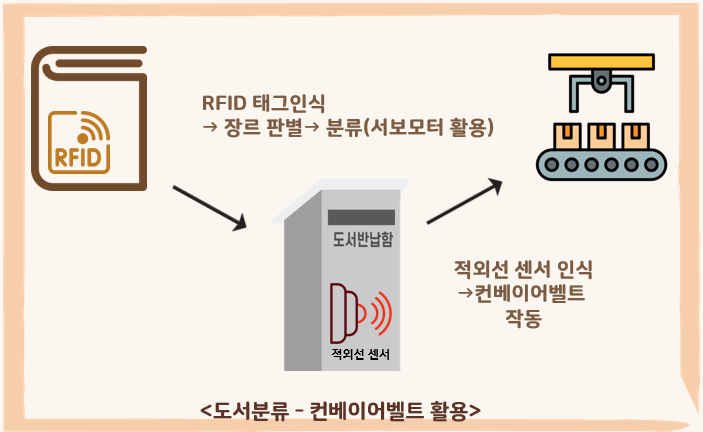 RFID 태그인식
→ 장르 판별→ 분류(서보모터 활용)
RFID
도서반납함
적외선 센서
적외선 센서 인식
→컨베이어벨트
작동
<도서분류 - 컨베이어벨트 활용>